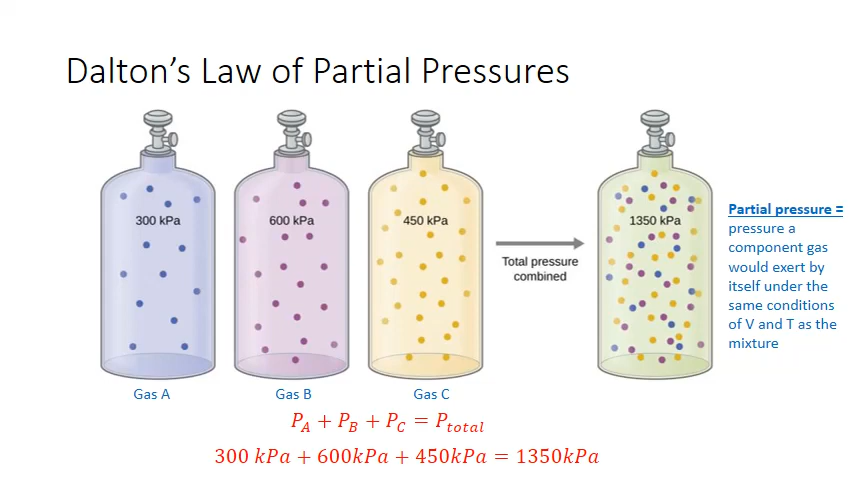 Dalton's Law of Partial Pressures
300 kPa
600 kPa
450 kPa
Total pressure
combined
1350 kPa
Partial pressure =
pressure a
component gas
would exert by
itself under the
same conditions
of V and T as the
mixture
Gas A
Gas B
Gas C
P_A + P_B + P_C = P_total
300 kPa + 600kPa + 450kPa = 1350kPa